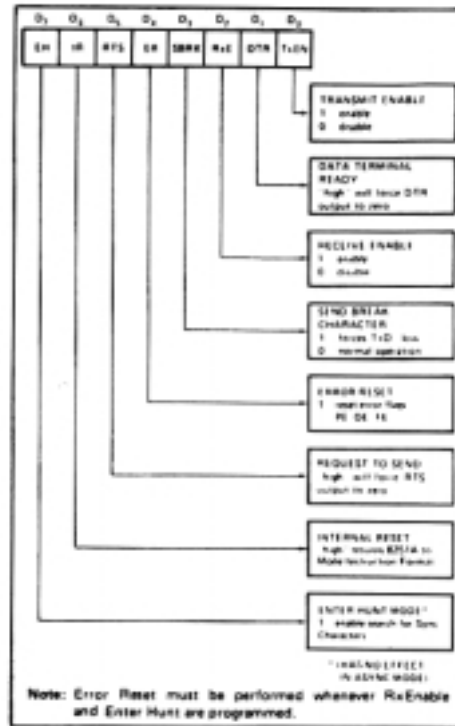 D7 D6 D5 D4 D3 D2 D1 D0
EH IR RTS ER SBRK RxE DTR TxEN
TRANSMIT ENABLE
1 enable
0 disable
DATA TERMINAL
READY
"high" will force DTR
output to zero
RECEIVE ENABLE
1 enable
0 disable
SEND BREAK
CHARACTER
1 forces TxD low
0 normal operation
ERROR RESET
1 reset error flags
PE OE FE
REQUEST TO SEND
"high" will force RTS
output to zero
INTERNAL RESET
"high" returns 8251A to
Mode Instruction Format
ENTER HUNT MODE*
1 enable search for Sync
Characters
* (HAS NO EFFECT
IN ASYNC MODE)
Note: Error Reset must be performed whenever RxEnable
and Enter Hunt are programmed.